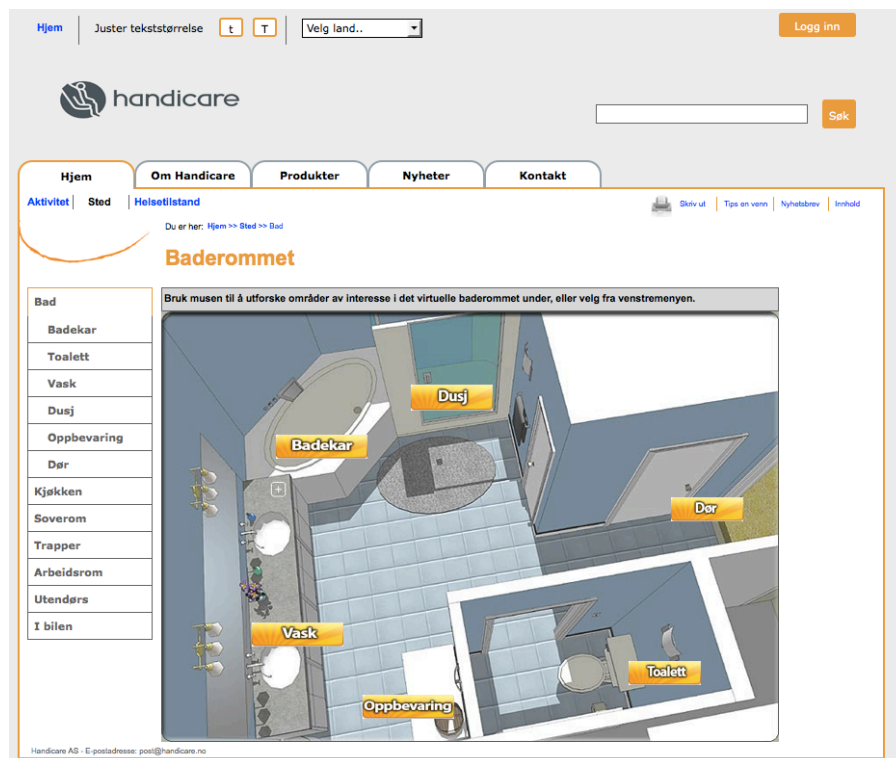 Hjem Juster tekststørrelse t T Velg land.. Logg inn
handicare
Søk
Hjem Om Handicare Produkter Nyheter Kontakt
Aktivitet Sted Helsetilstand Skriv ut Tips en venn Nyhetsbrev Innhold
Du er her: Hjem >> Sted >> Bad
Baderommet
Bruk musen til å utforske områder av interesse i det virtuelle baderommet under, eller velg fra venstremenyen.
Bad
Badekar
Toalett
Vask
Dusj
Oppbevaring
Dør
Kjøkken
Soverom
Trapper
Arbeidsrom
Utendørs
I bilen
Dusj
Badekar
Dør
Vask
Toalett
Oppbevaring
Handicare AS - E-postadresse: post@handicare.no